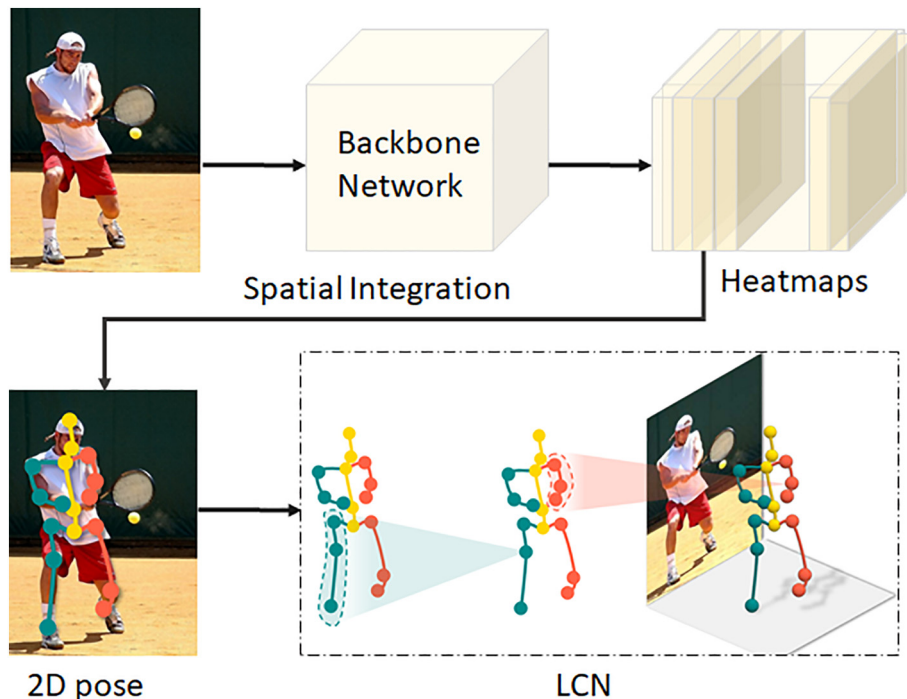 Backbone
Network
Spatial Integration
Heatmaps
2D pose
LCN